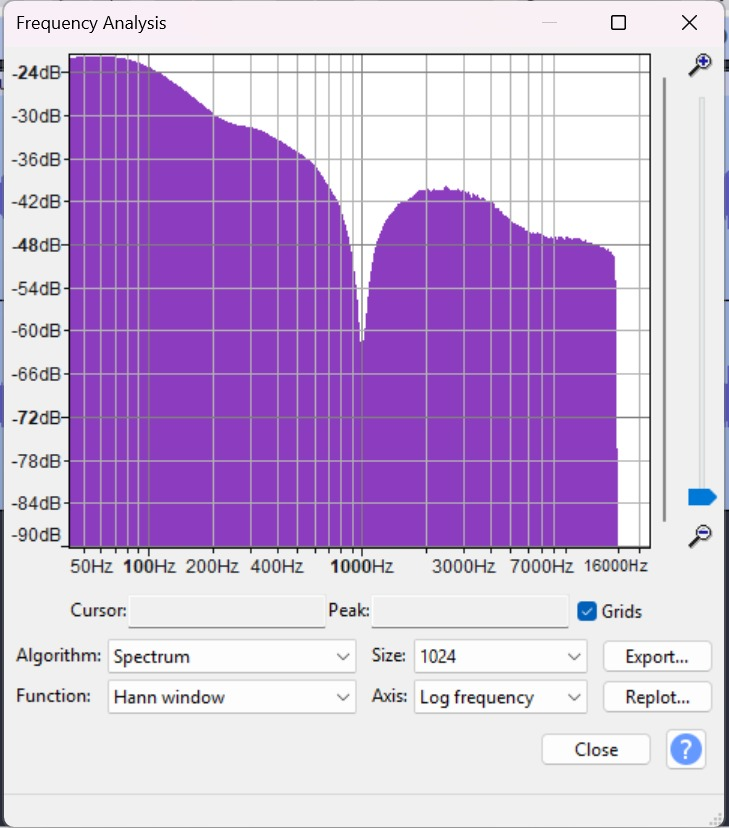 Frequency Analysis
-24dB
-30dB
-36dB
-42dB
-48dB
-54dB
-60dB
-66dB
-72dB
-78dB
-84dB
-90dB
50Hz 100Hz 200Hz 400Hz 1000Hz 3000Hz 7000Hz 16000Hz
Cursor: Peak: Grids
Algorithm: Spectrum Size: 1024 Export...
Function: Hann window Axis: Log frequency Replot...
Close ?